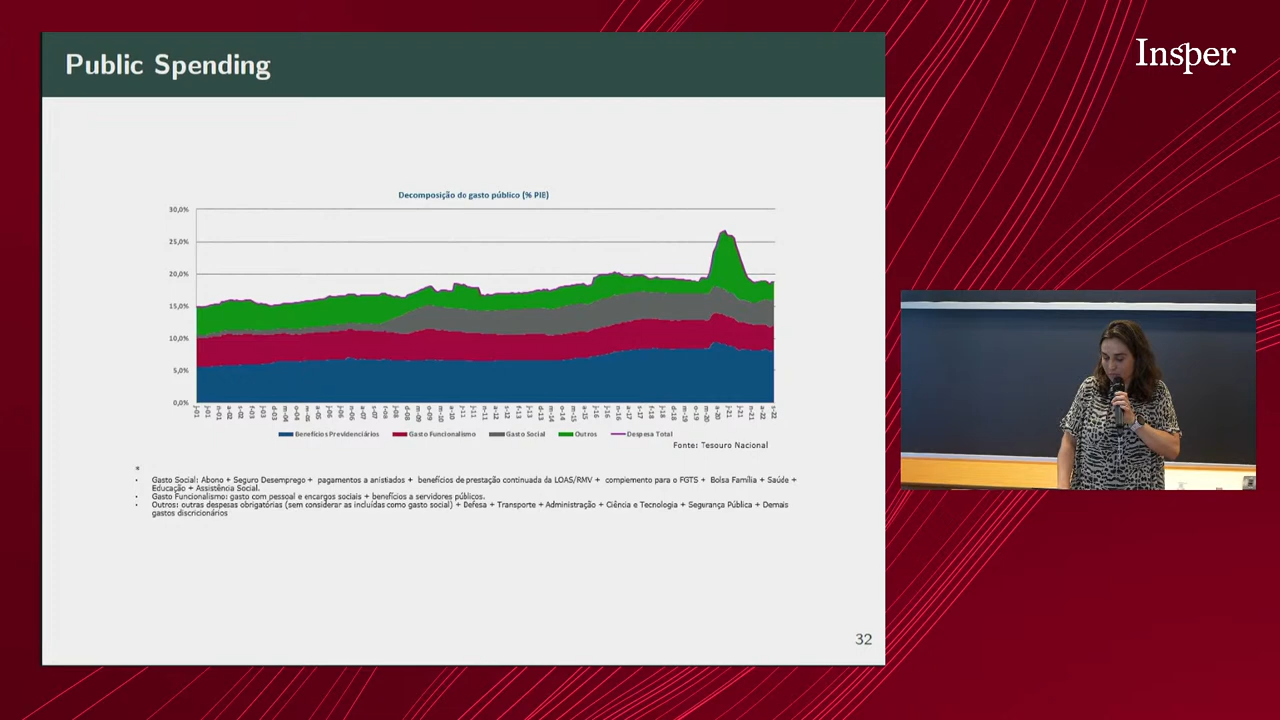 Public Spending
Insper
Decomposição do gasto público (% PIB)
30,0%
25,0%
20,0%
15,0%
10,0%
5,0%
0,0%
Benefícios Previdenciários Gasto Funcionalismo Gasto Social Outros Despesa Total
Fonte: Tesouro Nacional
*
• Gasto Social: Abono + Seguro Desemprego + pagamentos a anistiados + benefícios de prestação continuada da LOAS/RMV + complemento para o FGTS + Bolsa Família + Saúde +
Educação + Assistência Social.
• Gasto Funcionalismo: gasto com pessoal e encargos sociais + benefícios a servidores públicos.
• Outros: outras despesas obrigatórias (sem considerar as incluídas como gasto social) + Defesa + Transporte + Administração + Ciência e Tecnologia + Segurança Pública + Demais
gastos discricionários
32